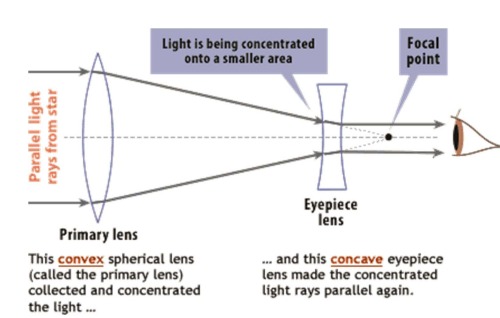 Light is being concentrated
onto a smaller area
Focal
point
Parallel light
rays from star
Primary lens
Eyepiece
lens
This convex spherical lens
(called the primary lens)
collected and concentrated
the light ...
... and this concave eyepiece
lens made the concentrated
light rays parallel again.